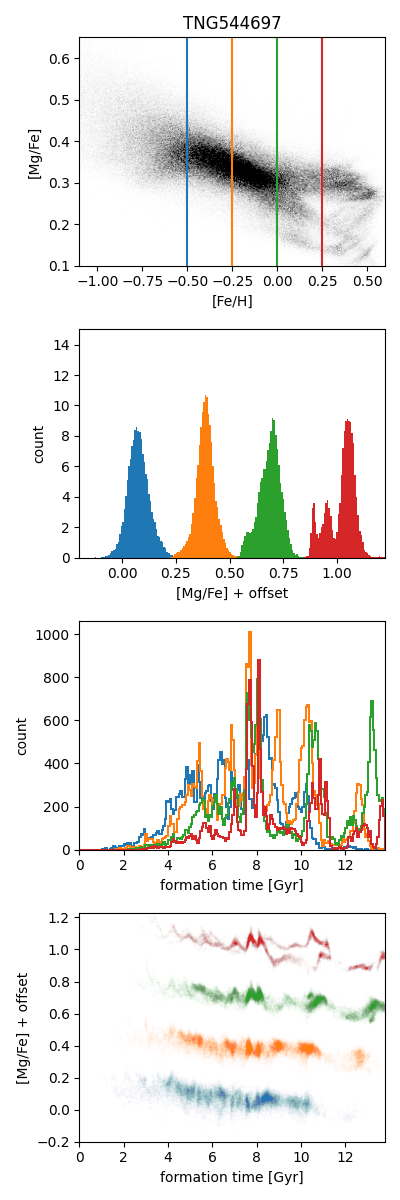 TNG544697
0.6
0.5
0.4
0.3
0.2
0.1
[Mg/Fe]
−1.00 −0.75 −0.50 −0.25 0.00 0.25 0.50
[Fe/H]
14
12
10
8
6
4
2
0
count
0.00 0.25 0.50 0.75 1.00
[Mg/Fe] + offset
1000
800
600
400
200
0
count
0 2 4 6 8 10 12
formation time [Gyr]
1.2
1.0
0.8
0.6
0.4
0.2
0.0
−0.2
[Mg/Fe] + offset
0 2 4 6 8 10 12
formation time [Gyr]